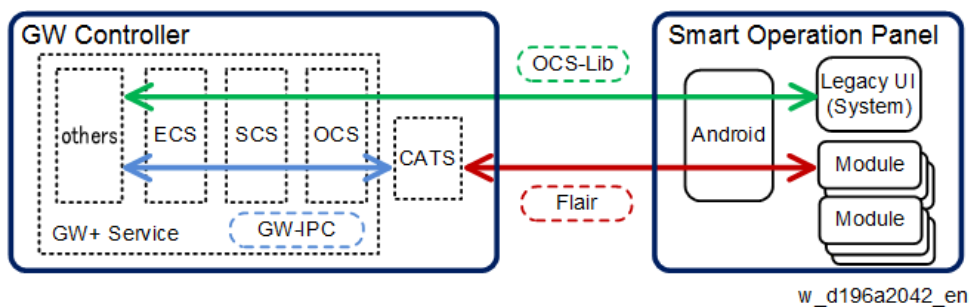 GW Controller
Smart Operation Panel
OCS-Lib
Legacy UI
(System)
others
ECS
SCS
OCS
CATS
Android
Module
Flair
Module
GW+ Service
GW-IPC
w_d196a2042_en